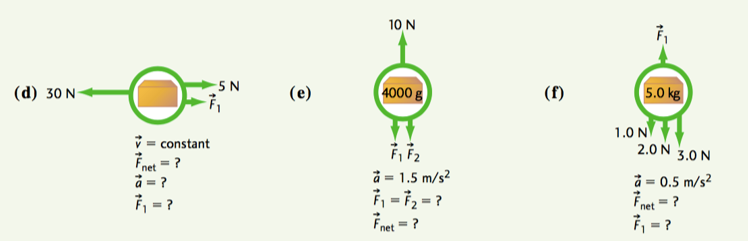 (d) 30 N
5 N
F⃗₁
v⃗ = constant
F⃗net = ?
a⃗ = ?
F⃗₁ = ?
(e)
10 N
4000 g
F⃗₁ F⃗₂
a⃗ = 1.5 m/s²
F⃗₁ = F⃗₂ = ?
F⃗net = ?
(f)
F⃗₁
5.0 kg
1.0 N
2.0 N
3.0 N
a⃗ = 0.5 m/s²
F⃗net = ?
F⃗₁ = ?